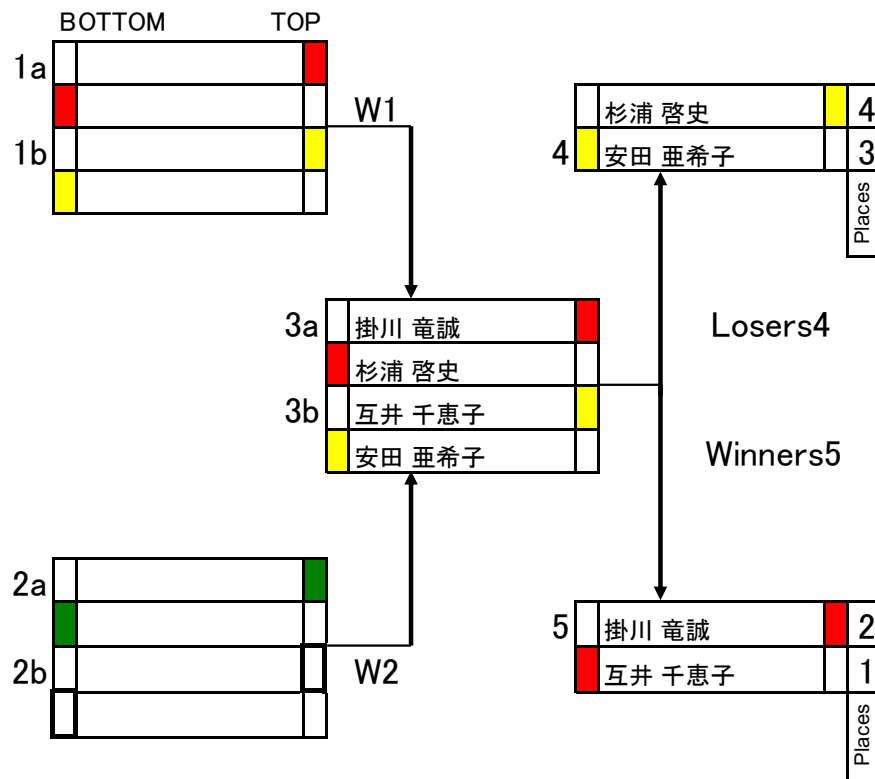 BOTTOM TOP
1a
W1
1b
杉浦 啓史 4
4 安田 亜希子 3
Places
3a 掛川 竜誠
杉浦 啓史
3b 互井 千恵子
安田 亜希子
Losers4
Winners5
2a
2b W2
5 掛川 竜誠 2
互井 千恵子 1
Places